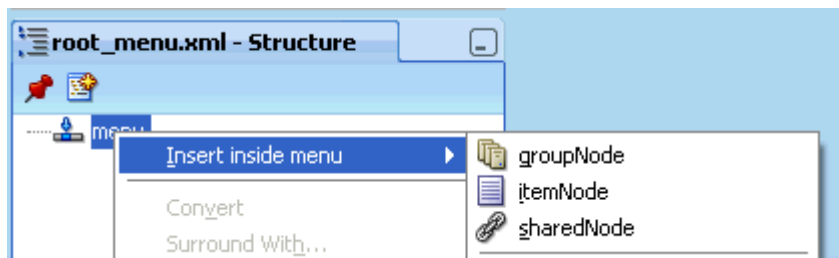 root_menu.xml - Structure
menu
Insert inside menu
groupNode
itemNode
sharedNode
Convert
Surround With...